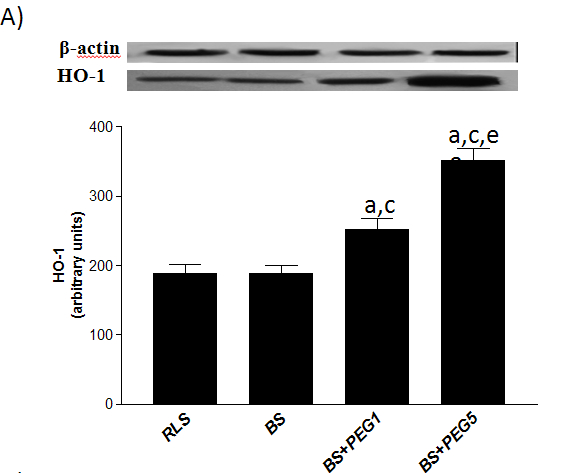 A)
β-actin
HO-1
400
a,c,e
a,c
300
200
100
0
HO-1
(arbitrary units)
RLS
BS
BS+PEG1
BS+PEG5